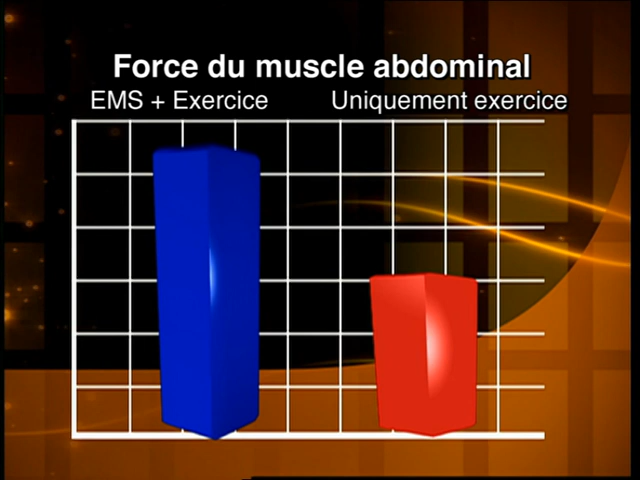 Force du muscle abdominal
EMS + Exercice
Uniquement exercice